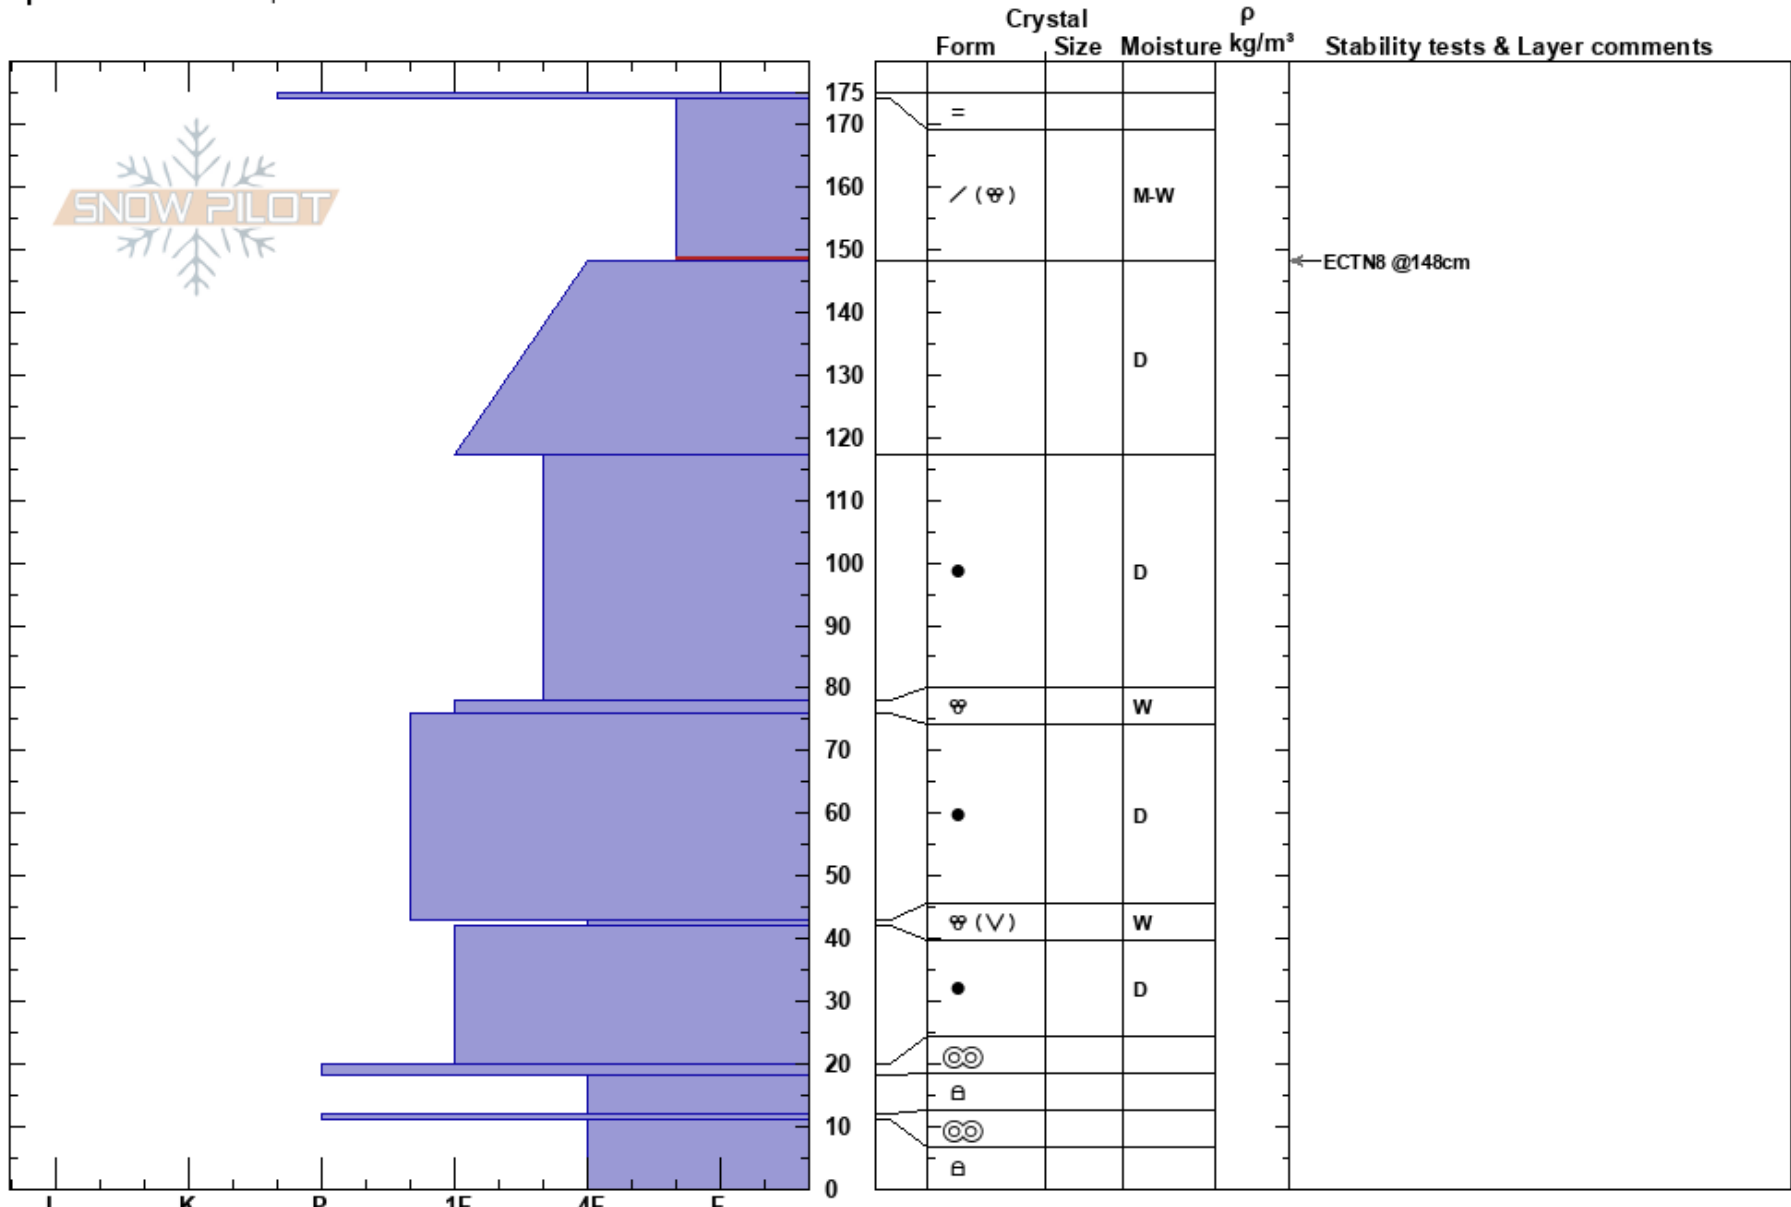 Crystal
ρ
Form Size Moisture kg/m³ Stability tests & Layer comments
SNOW PILOT
175
170
=
160
/ ( ) M-W
150
ECTN8 @148cm
140
130
D
120
110
100
● D
90
80
W
70
60
● D
50
(V) W
40
30
● D
20
10
0
I K P 1F 4F F